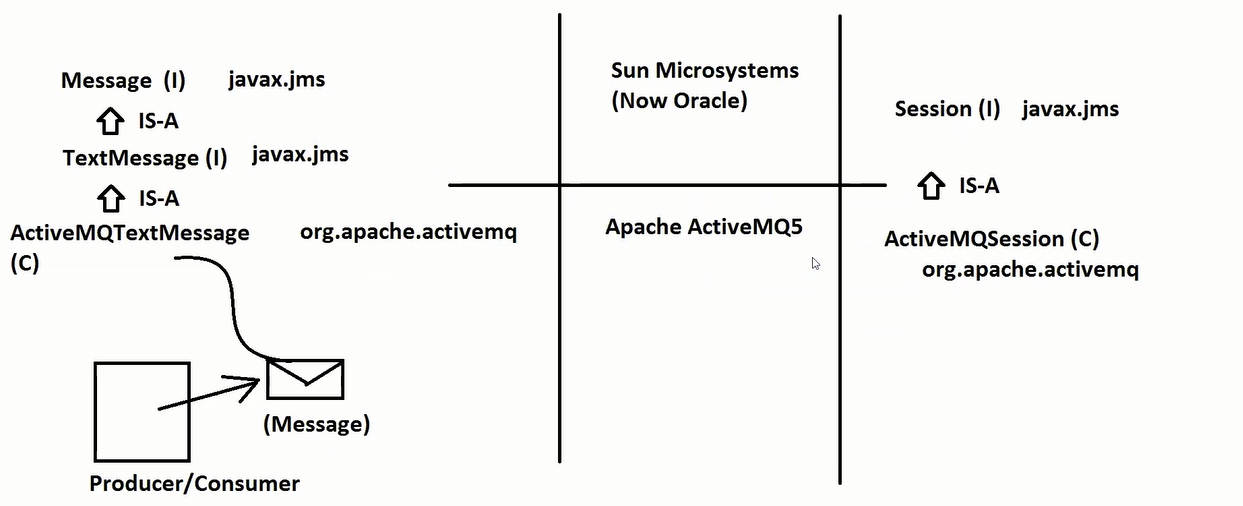 Message (I) javax.jms
IS-A
TextMessage (I) javax.jms
IS-A
ActiveMQTextMessage org.apache.activemq
(C)
(Message)
Producer/Consumer
Sun Microsystems
(Now Oracle)
Apache ActiveMQ5
Session (I) javax.jms
IS-A
ActiveMQSession (C)
org.apache.activemq